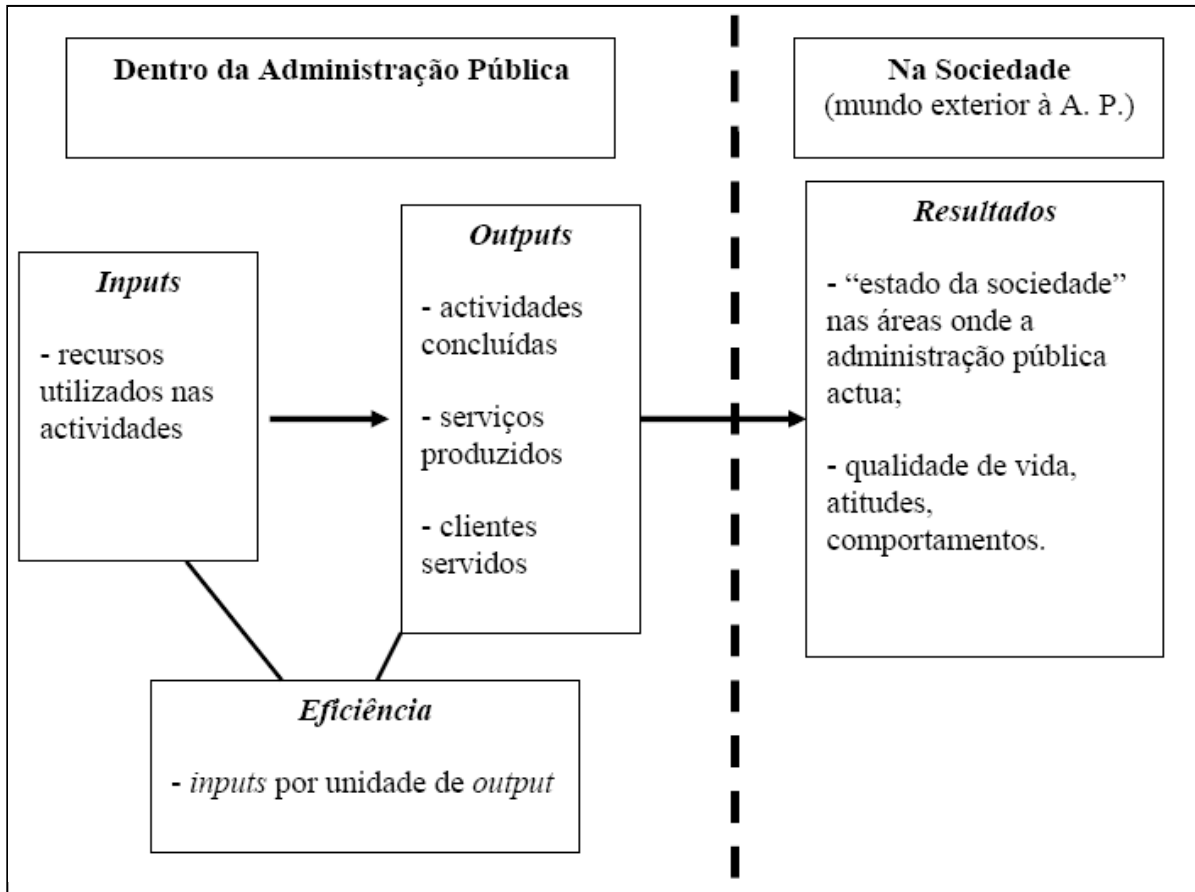 Dentro da Administração Pública
Na Sociedade
(mundo exterior à A. P.)
Inputs
- recursos
utilizados nas
actividades
Outputs
- actividades
concluídas
- serviços
produzidos
- clientes
servidos
Resultados
- “estado da sociedade”
nas áreas onde a
administração pública
actua;
- qualidade de vida,
atitudes,
comportamentos.
Eficiência
- inputs por unidade de output